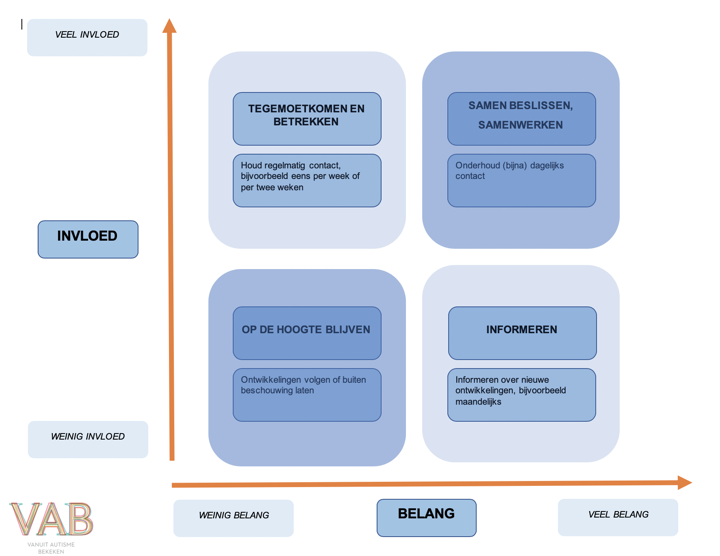 VEEL INVLOED
TEGEMOETKOMEN EN
BETREKKEN
Houd regelmatig contact,
bijvoorbeeld eens per week of
per twee weken
SAMEN BESLISSEN,
SAMENWERKEN
Onderhoud (bijna) dagelijks
contact
INVLOED
OP DE HOOGTE BLIJVEN
Ontwikkelingen volgen of buiten
beschouwing laten
INFORMEREN
Informeren over nieuwe
ontwikkelingen, bijvoorbeeld
maandelijks
WEINIG INVLOED
WEINIG BELANG
BELANG
VEEL BELANG
VAB
VANUIT AUTISME
BEKEKEN